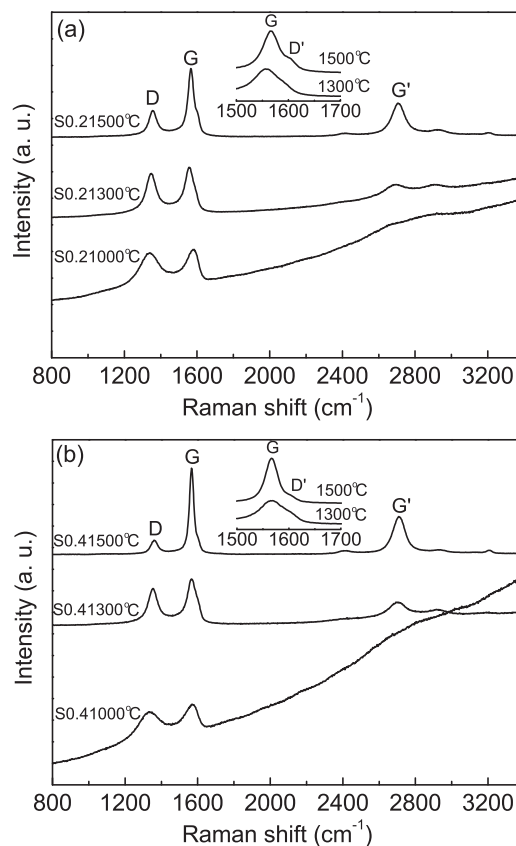 (a)
G
D'
1500°C
1300°C
1500 1600 1700
D
G
G'
S0.21500°C
S0.21300°C
S0.21000°C
Intensity (a. u.)
800 1200 1600 2000 2400 2800 3200
Raman shift (cm-1)
(b)
G
D'
1500°C
1300°C
1500 1600 1700
D
G
G'
S0.41500°C
S0.41300°C
S0.41000°C
Intensity (a. u.)
800 1200 1600 2000 2400 2800 3200
Raman shift (cm-1)